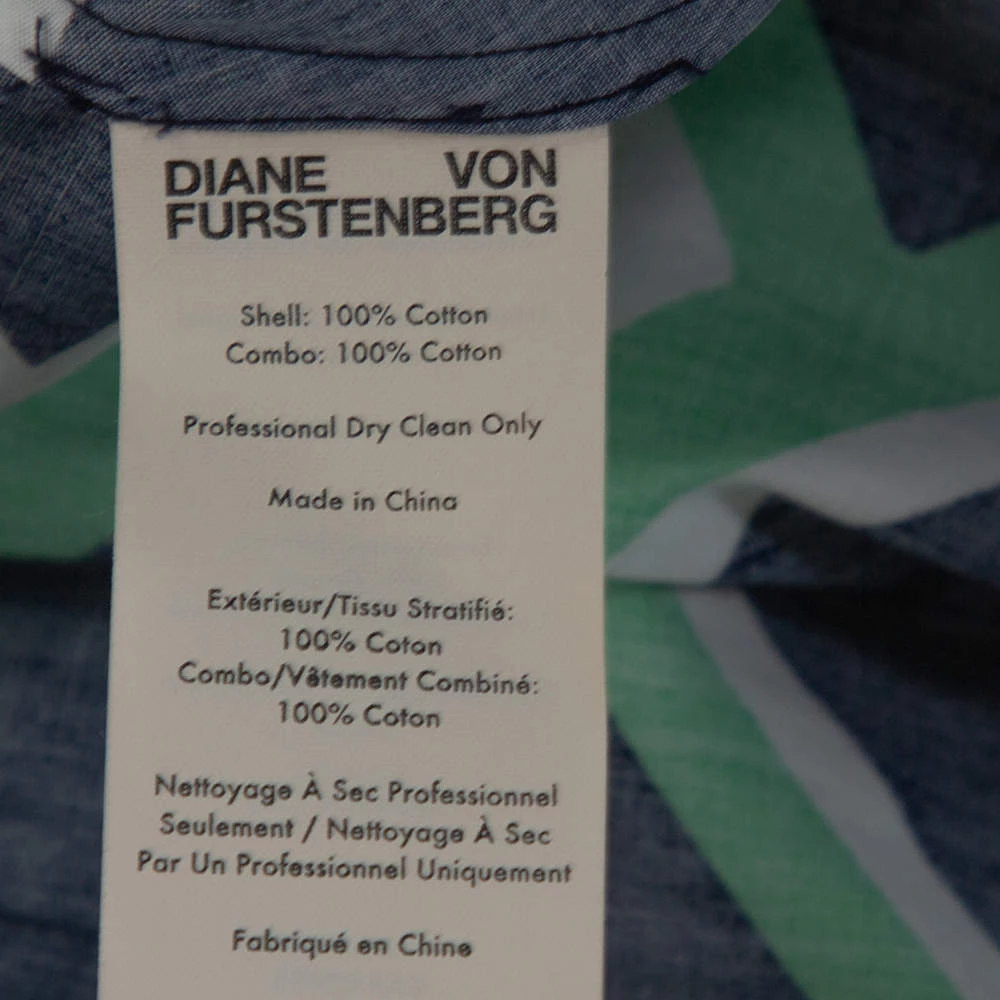 DIANE VON
FURSTENBERG
Shell: 100% Cotton
Combo: 100% Cotton
Professional Dry Clean Only
Made in China
Extérieur/Tissu Stratifié:
100% Coton
Combo/Vêtement Combiné:
100% Coton
Nettoyage À Sec Professionnel
Seulement / Nettoyage À Sec
Par Un Professionnel Uniquement
Fabriqué en Chine